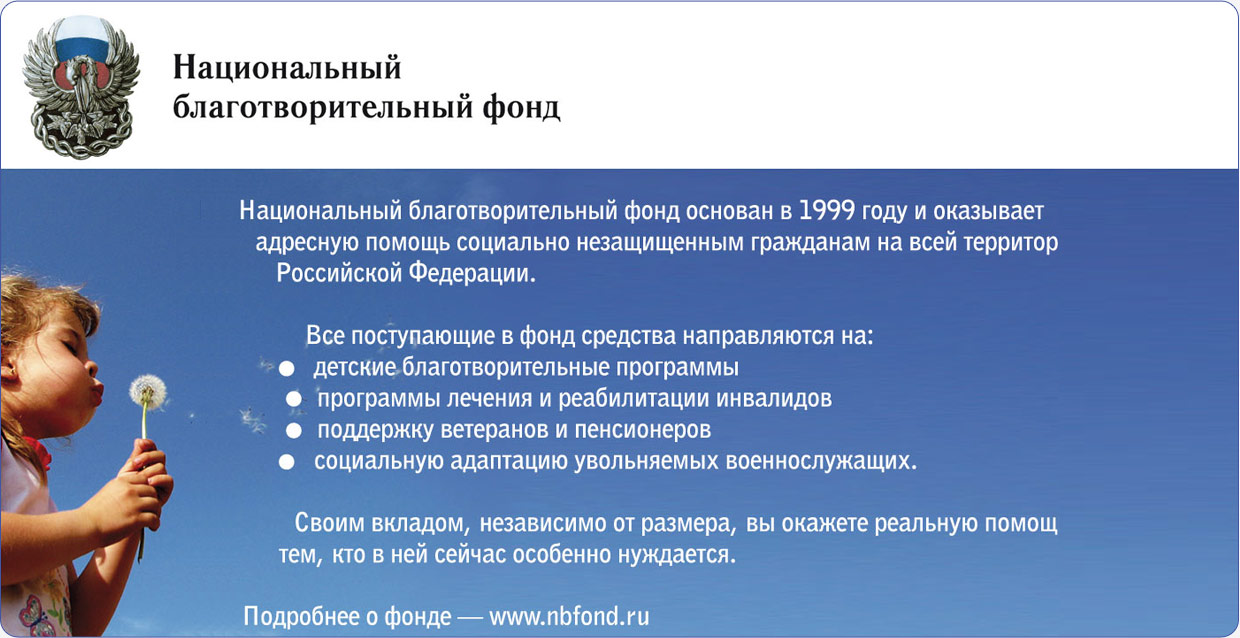 Национальный
благотворительный фонд
Национальный благотворительный фонд основан в 1999 году и оказывает
адресную помощь социально незащищенным гражданам на всей территор
Российской Федерации.
Все поступающие в фонд средства направляются на:
● детские благотворительные программы
● программы лечения и реабилитации инвалидов
● поддержку ветеранов и пенсионеров
● социальную адаптацию увольняемых военнослужащих.
Своим вкладом, независимо от размера, вы окажете реальную помощ
тем, кто в ней сейчас особенно нуждается.
Подробнее о фонде — www.nbfond.ru